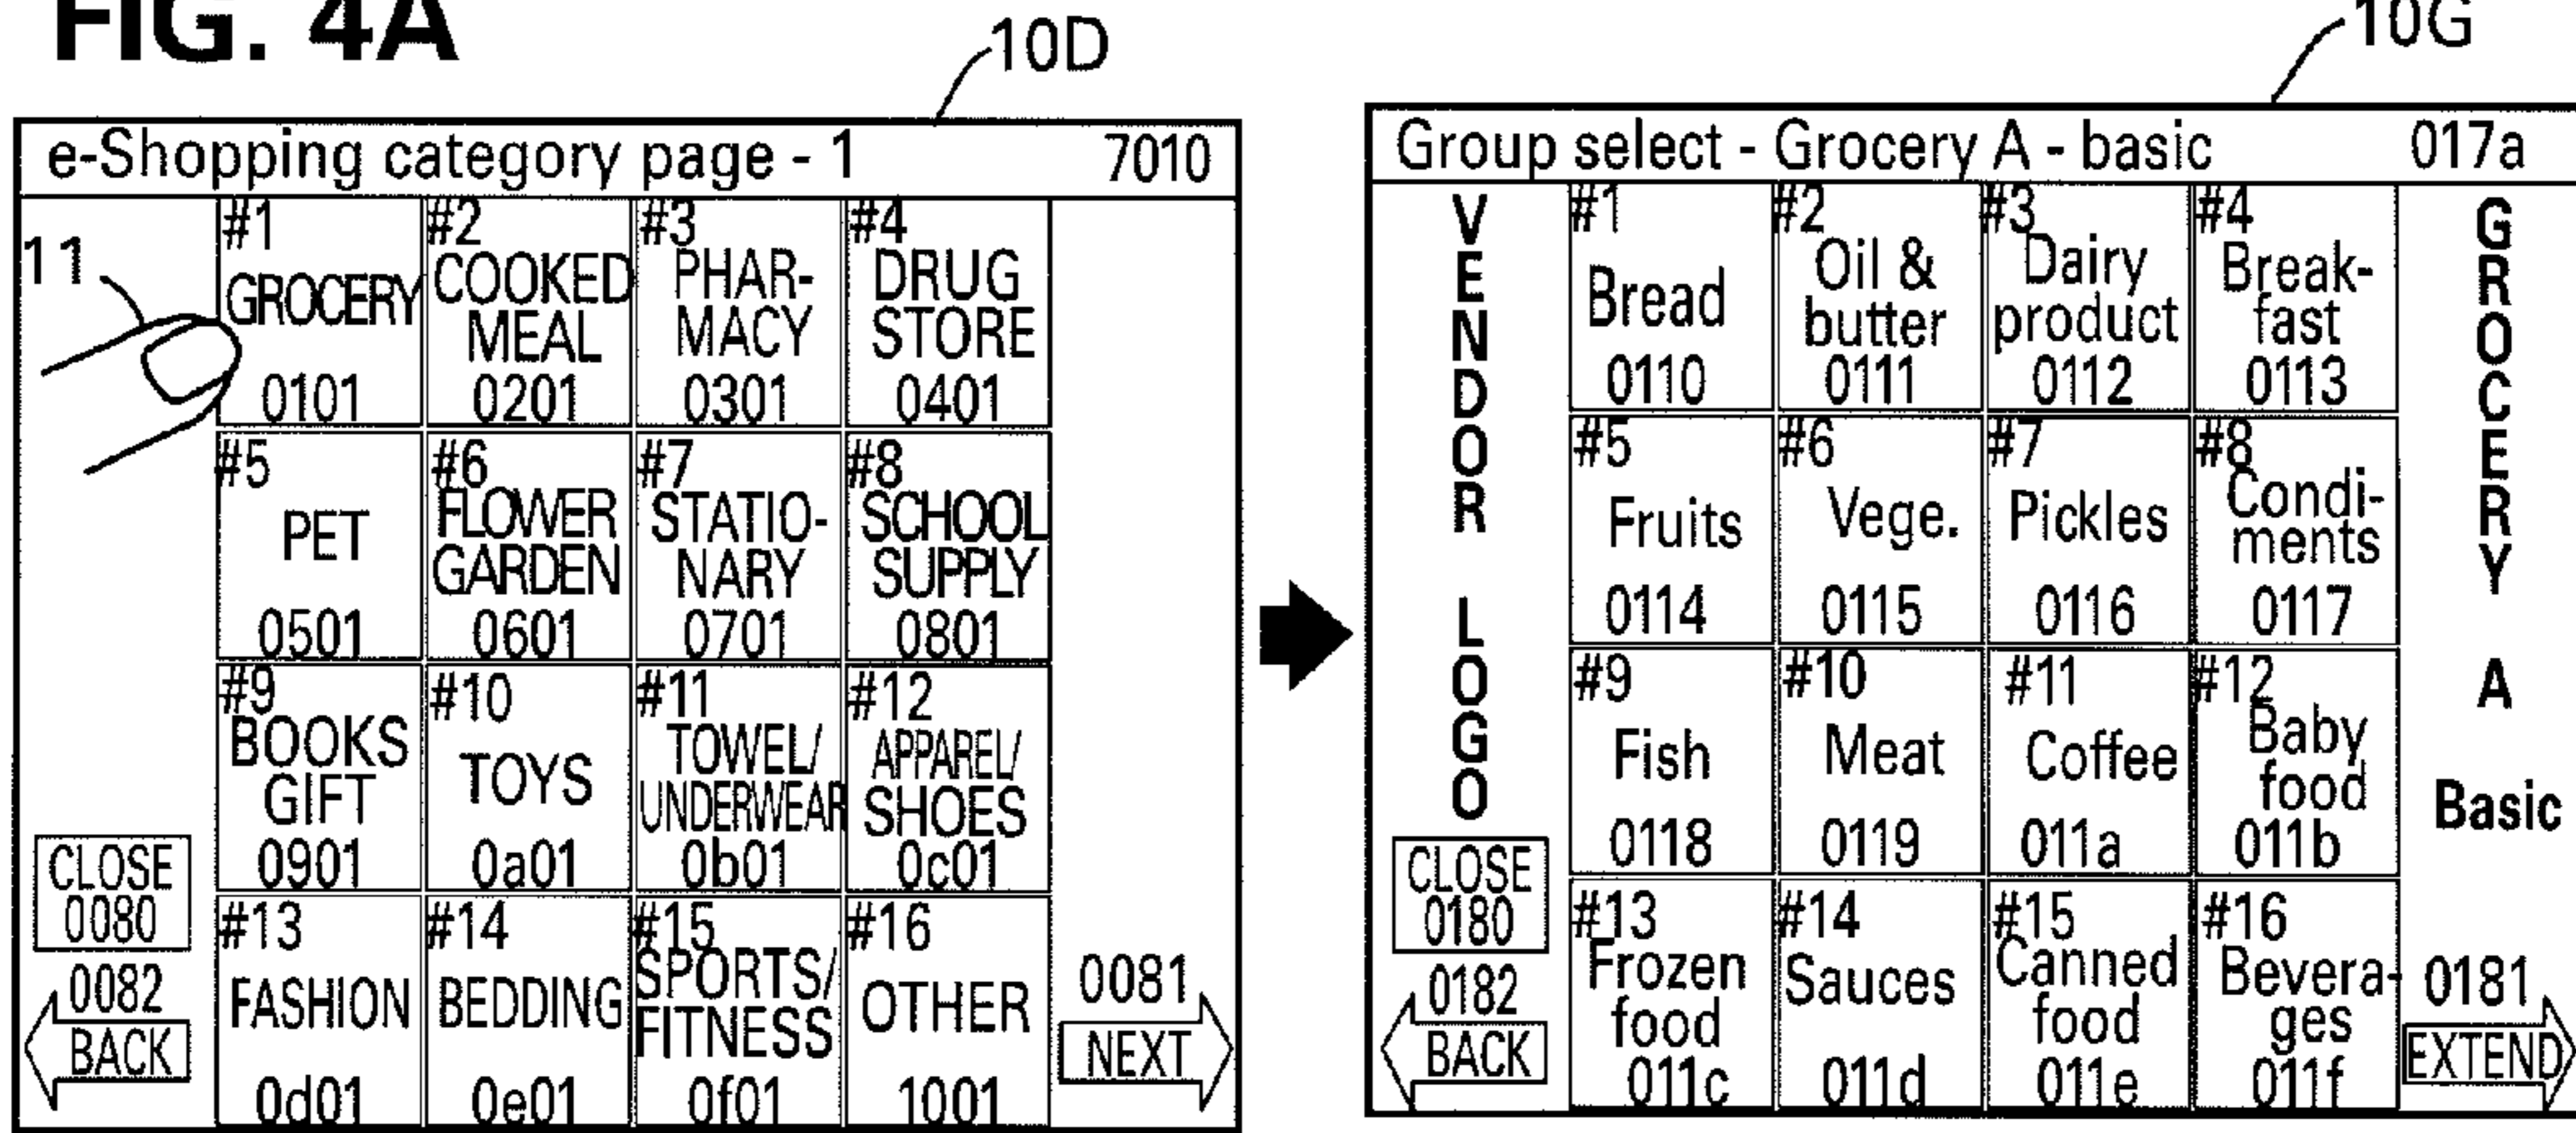 FIG. 4A
10D
10G
e-Shopping category page - 1 7010
11
#1
GROCERY
0101
#2
COOKED
MEAL
0201
#3
PHAR-
MACY
0301
#4
DRUG
STORE
0401
#5
PET
0501
#6
FLOWER
GARDEN
0601
#7
STATIO-
NARY
0701
#8
SCHOOL
SUPPLY
0801
#9
BOOKS
GIFT
0901
#10
TOYS
0a01
#11
TOWEL/
UNDERWEAR
0b01
#12
APPAREL/
SHOES
0c01
#13
FASHION
0d01
#14
BEDDING
0e01
#15
SPORTS/
FITNESS
0f01
#16
OTHER
1001
CLOSE
0080
0082
BACK
0081
NEXT
Group select - Grocery A - basic 017a
VENDOR LOGO
#1
Bread
0110
#2
Oil &
butter
0111
#3
Dairy
product
0112
#4
Break-
fast
0113
#5
Fruits
0114
#6
Vege.
0115
#7
Pickles
0116
#8
Condi-
ments
0117
#9
Fish
0118
#10
Meat
0119
#11
Coffee
011a
#12
Baby
food
011b
#13
Frozen
food
011c
#14
Sauces
011d
#15
Canned
food
011e
#16
Bevera-
ges
011f
CLOSE
0180
0182
BACK
GROCERY A
Basic
0181
EXTEND